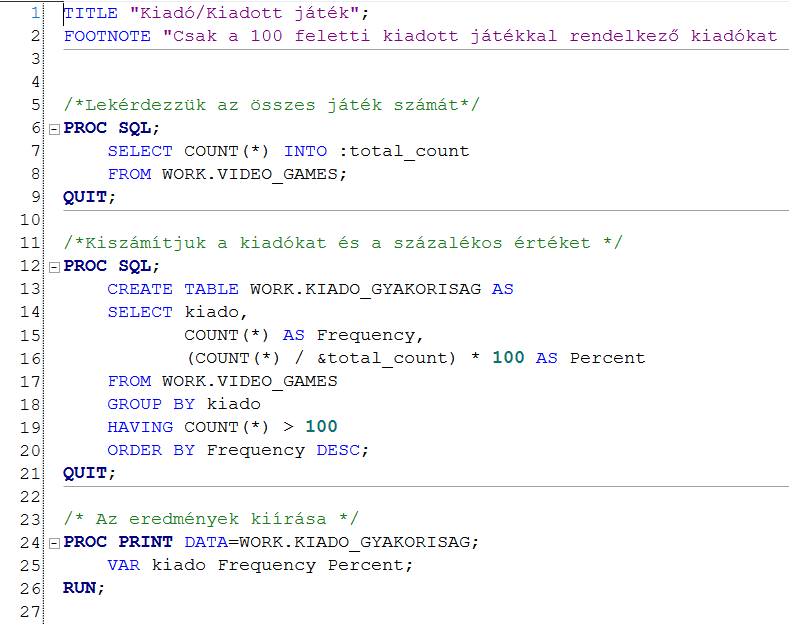 1 TITLE "Kiadó/Kiadott játék";
2 FOOTNOTE "Csak a 100 feletti kiadott játékkal rendelkező kiadókat
3
4
5 /*Lekérdezzük az összes játék számát*/
6 PROC SQL;
7 SELECT COUNT(*) INTO :total_count
8 FROM WORK.VIDEO_GAMES;
9 QUIT;
10
11 /*Kiszámítjuk a kiadókat és a százalékos értéket */
12 PROC SQL;
13 CREATE TABLE WORK.KIADO_GYAKORISAG AS
14 SELECT kiado,
15 COUNT(*) AS Frequency,
16 (COUNT(*) / &total_count) * 100 AS Percent
17 FROM WORK.VIDEO_GAMES
18 GROUP BY kiado
19 HAVING COUNT(*) > 100
20 ORDER BY Frequency DESC;
21 QUIT;
22
23 /* Az eredmények kiírása */
24 PROC PRINT DATA=WORK.KIADO_GYAKORISAG;
25 VAR kiado Frequency Percent;
26 RUN;
27